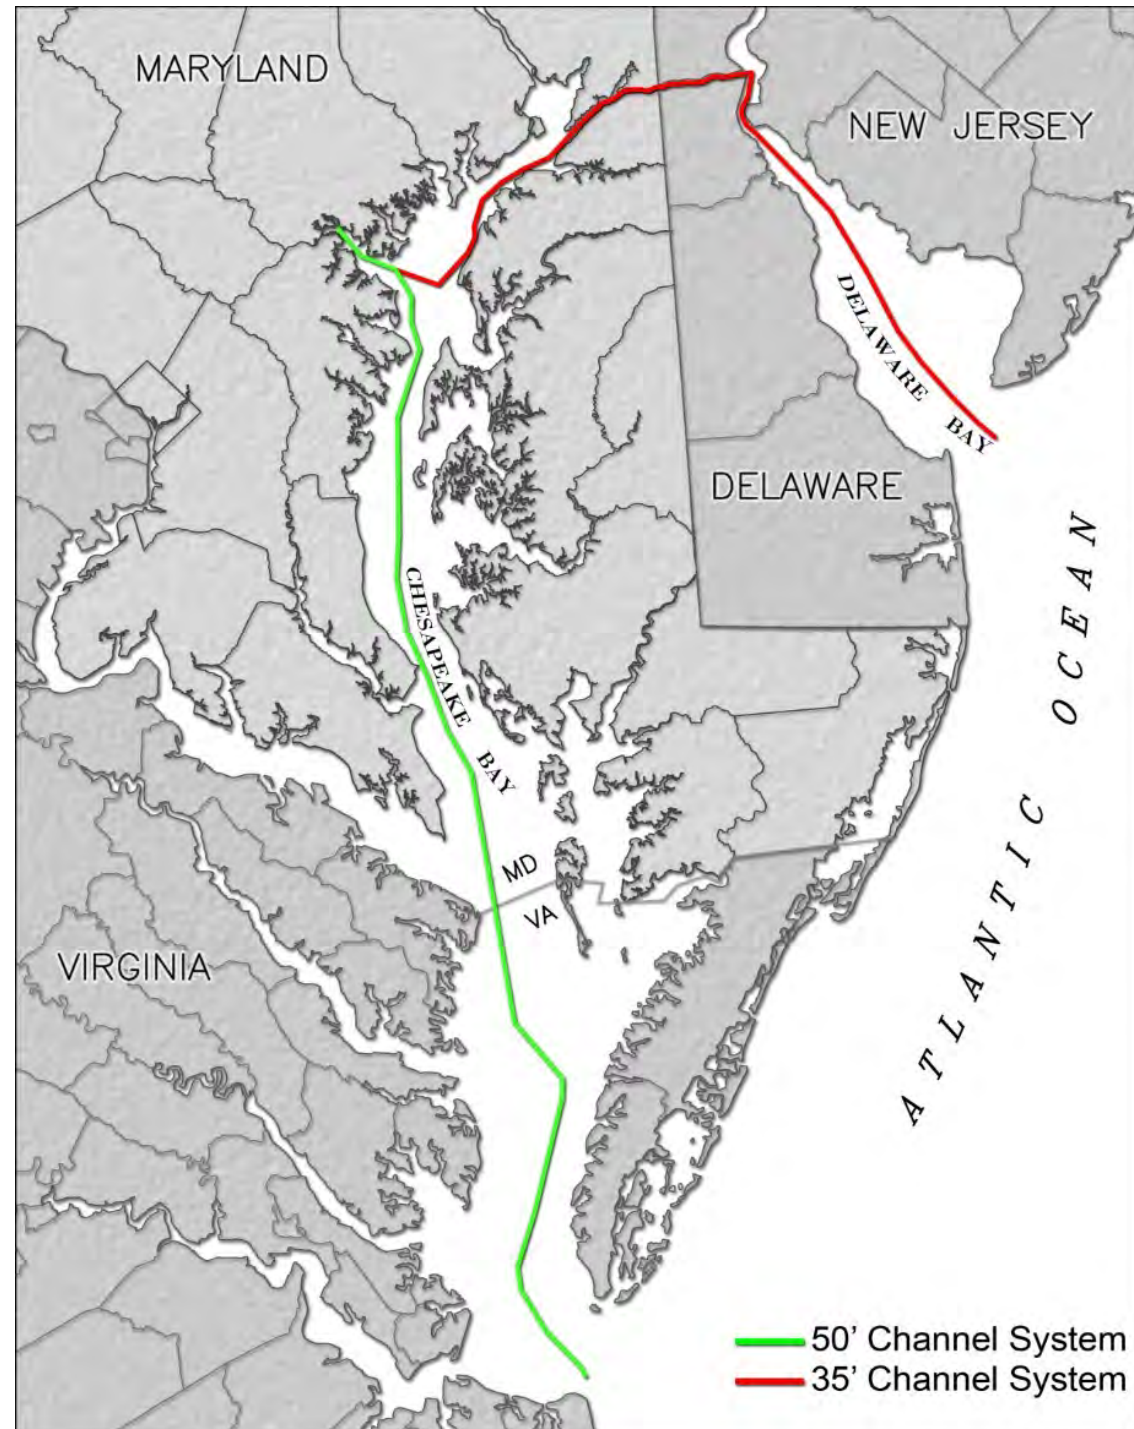 MARYLAND
NEW JERSEY
DELAWARE
BAY
DELAWARE
CHESAPEAKE
BAY
MD
VA
VIRGINIA
ATLANTIC OCEAN
50' Channel System
35' Channel System